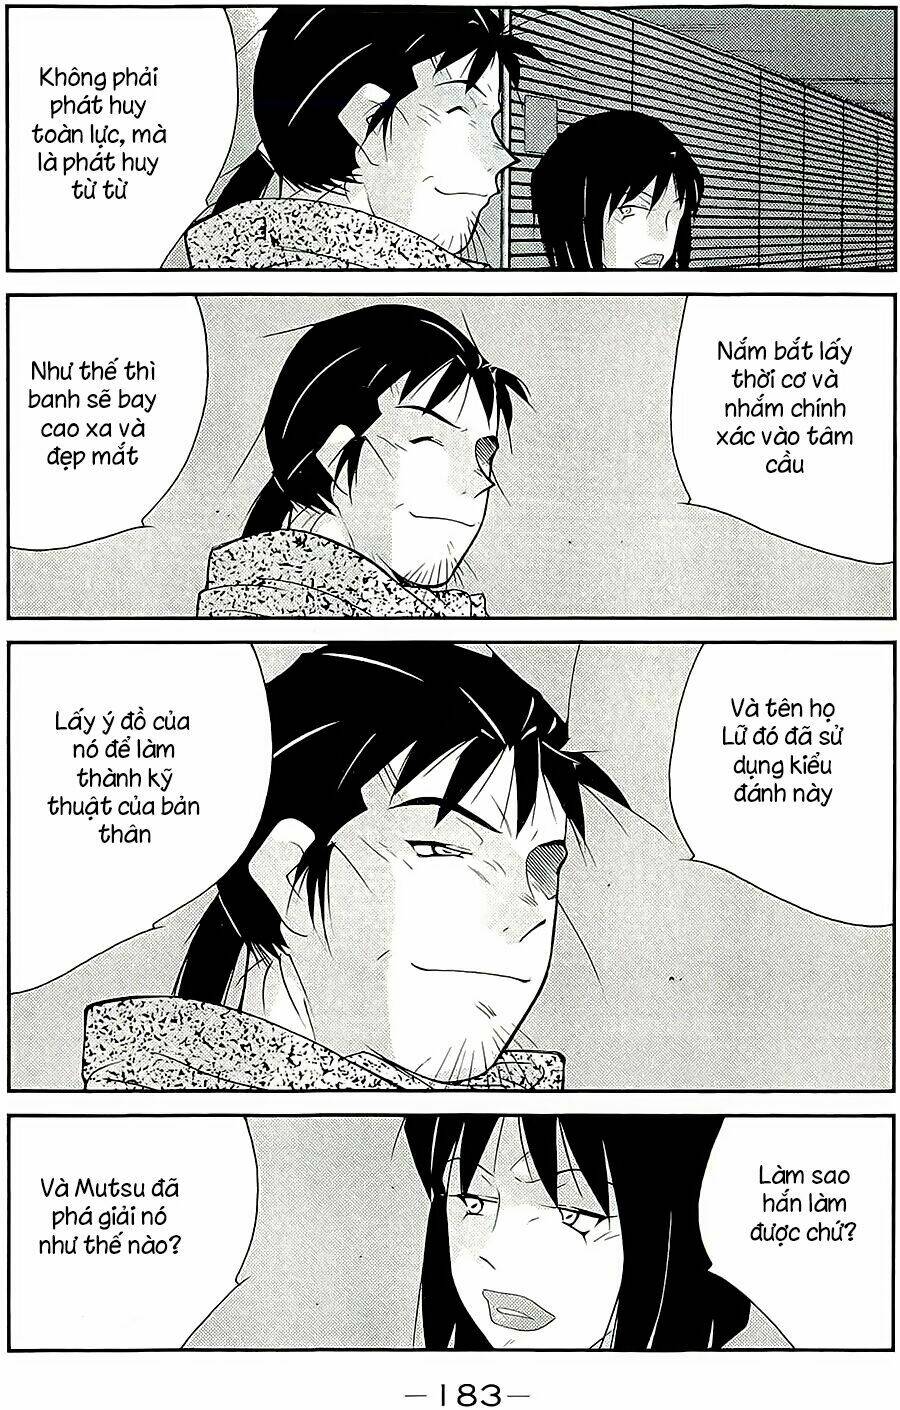 Không phải
phát huy
toàn lực, mà
là phát huy
từ từ
Nắm bắt lấy
thời cơ và
nhắm chính
xác vào tâm
cầu
Như thế thì
banh sẽ bay
cao xa và
đẹp mắt
Và tên họ
Lữ đó đã sử
dụng kiểu
đánh này
Lấy ý đồ của
nó để làm
thành kỹ
thuật của bản
thân
Làm sao
hắn làm
được chứ?
Và Mutsu đã
phá giải nó
như thế nào?
—183—